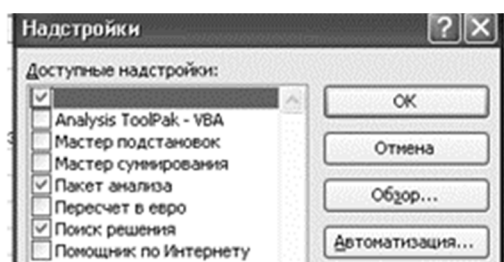 Надстройки
Доступные надстройки:
Analysis ToolPak - VBA
Мастер подстановок
Мастер суммирования
Пакет анализа
Пересчет в евро
Поиск решения
Помощник по Интернету
OK
Отмена
Обзор...
Автоматизация...